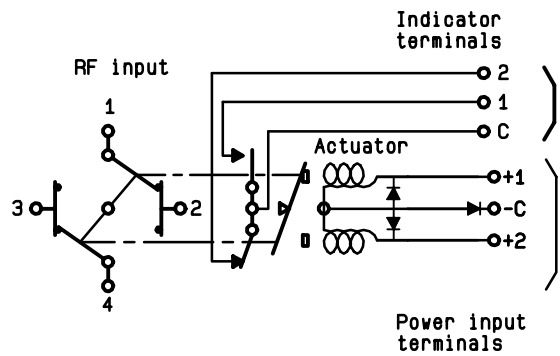 Indicator
terminals
RF input
2
1
1
C
Actuator
+1
3
2
-C
+2
4
Power input
terminals